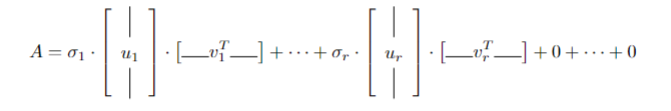 A = σ₁ · [ | u₁ | ] · [—v₁ᵀ—] + ··· + σᵣ · [ | uᵣ | ] · [—vᵣᵀ—] + 0 + ··· + 0